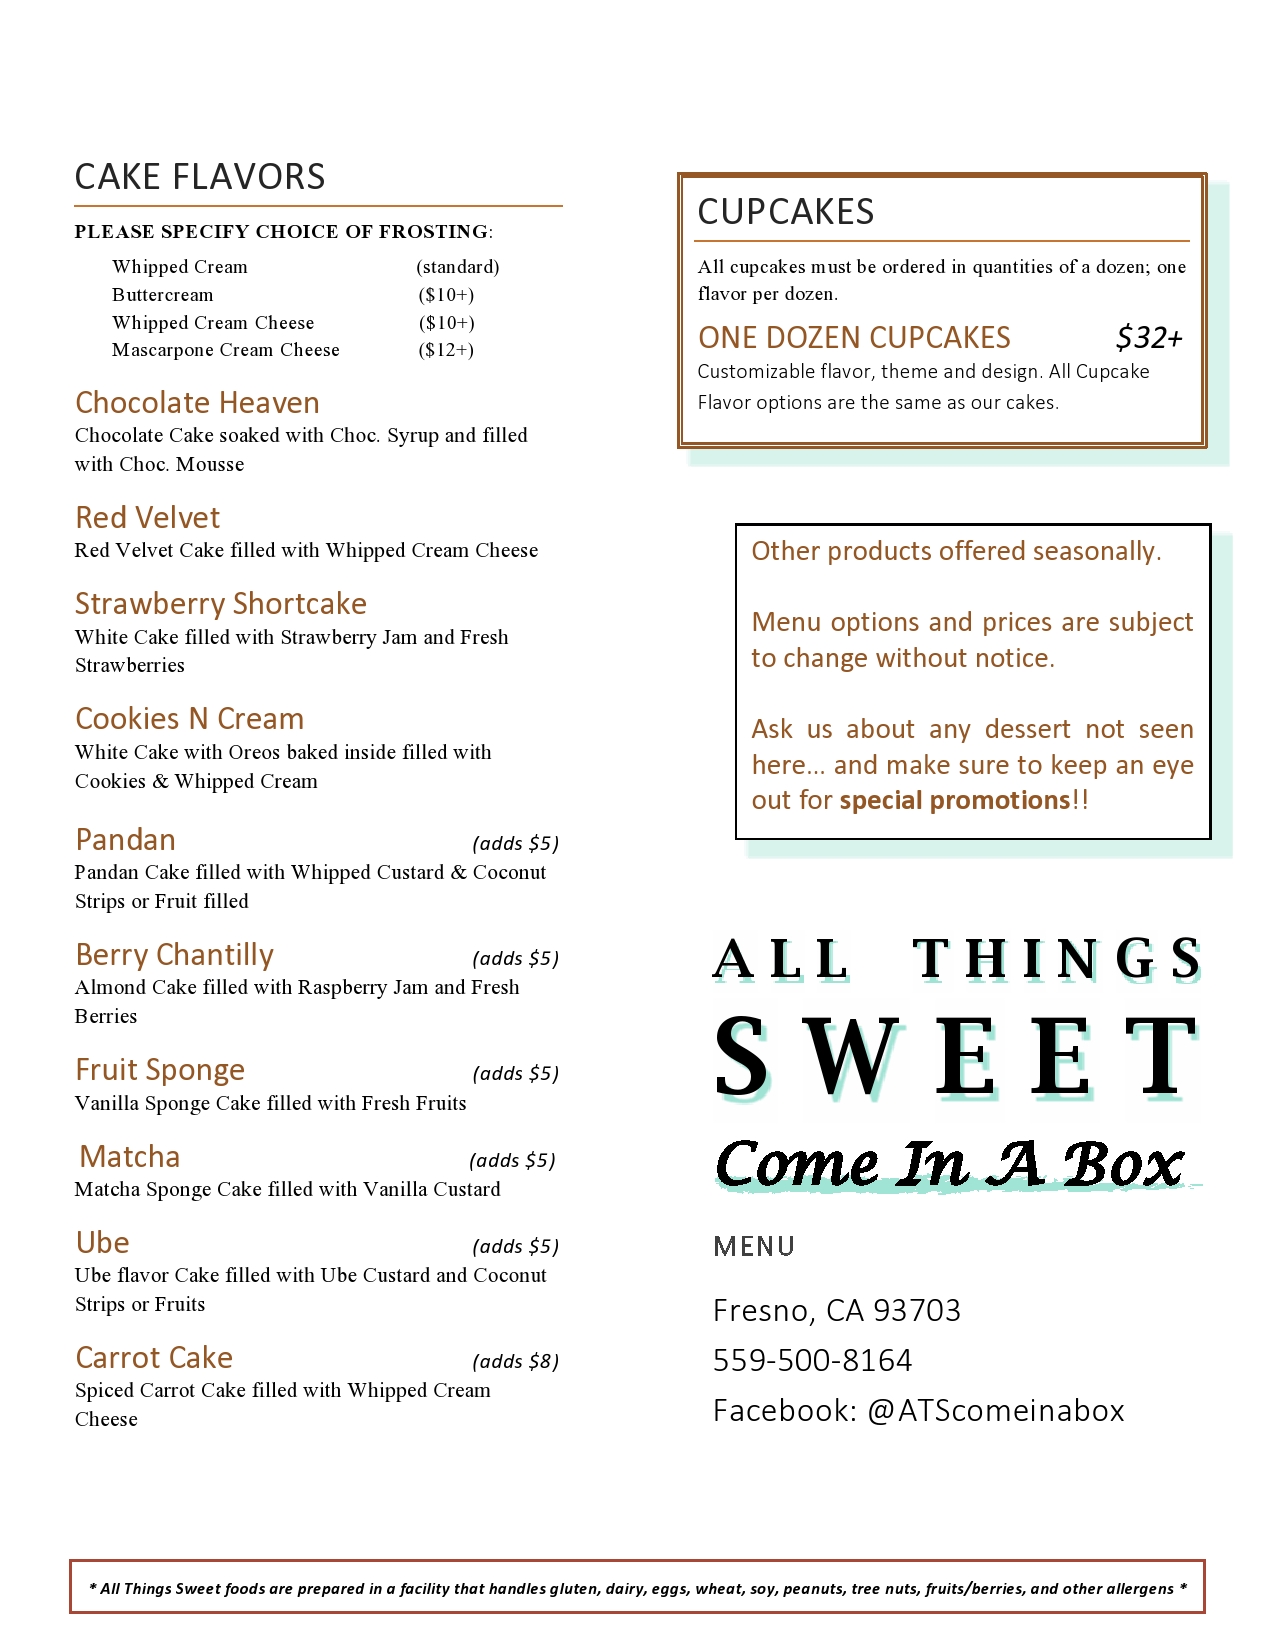 CAKE FLAVORS
PLEASE SPECIFY CHOICE OF FROSTING:
Whipped Cream (standard)
Buttercream ($10+)
Whipped Cream Cheese ($10+)
Mascarpone Cream Cheese ($12+)
Chocolate Heaven
Chocolate Cake soaked with Choc. Syrup and filled
with Choc. Mousse
Red Velvet
Red Velvet Cake filled with Whipped Cream Cheese
Strawberry Shortcake
White Cake filled with Strawberry Jam and Fresh
Strawberries
Cookies N Cream
White Cake with Oreos baked inside filled with
Cookies & Whipped Cream
Pandan (adds $5)
Pandan Cake filled with Whipped Custard & Coconut
Strips or Fruit filled
Berry Chantilly (adds $5)
Almond Cake filled with Raspberry Jam and Fresh
Berries
Fruit Sponge (adds $5)
Vanilla Sponge Cake filled with Fresh Fruits
Matcha (adds $5)
Matcha Sponge Cake filled with Vanilla Custard
Ube (adds $5)
Ube flavor Cake filled with Ube Custard and Coconut
Strips or Fruits
Carrot Cake (adds $8)
Spiced Carrot Cake filled with Whipped Cream
Cheese
CUPCAKES
All cupcakes must be ordered in quantities of a dozen; one
flavor per dozen.
ONE DOZEN CUPCAKES $32+
Customizable flavor, theme and design. All Cupcake
Flavor options are the same as our cakes.
Other products offered seasonally.
Menu options and prices are subject
to change without notice.
Ask us about any dessert not seen
here... and make sure to keep an eye
out for special promotions!!
ALL THINGS
SWEET
Come In A Box
MENU
Fresno, CA 93703
559-500-8164
Facebook: @ATScomeinabox
* All Things Sweet foods are prepared in a facility that handles gluten, dairy, eggs, wheat, soy, peanuts, tree nuts, fruits/berries, and other allergens *